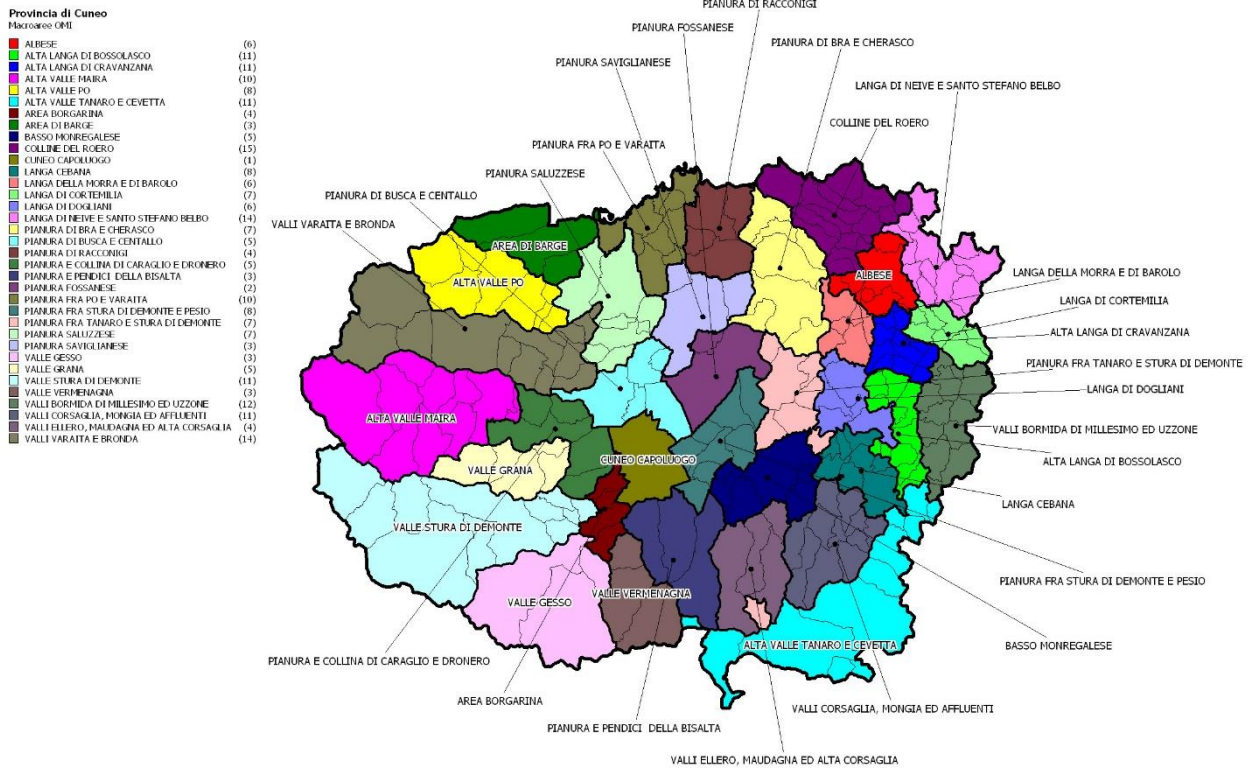 Provincia di Cuneo
Macroaree OMI
ALBESE (6)
ALTA LANGA DI BOSSOLASCO (11)
ALTA LANGA DI CRAVANZANA (11)
ALTA VALLE MAIRA (10)
ALTA VALLE PO (8)
ALTA VALLE TANARO E CEVETTA (11)
AREA BORGARINA (4)
AREA DI BARGE (3)
BASSO MONREGALESE (5)
COLLINE DEL ROERO (15)
CUNEO CAPOLUOGO (1)
LANGA CEBANA (8)
LANGA DELLA MORRA E DI BAROLO (6)
LANGA DI CORTEMILIA (7)
LANGA DI DOGLIANI (6)
LANGA DI NEIVE E SANTO STEFANO BELBO (14)
PIANURA DI BRA E CHERASCO (7)
PIANURA DI BUSCA E CENTALLO (5)
PIANURA DI RACCONIGI (4)
PIANURA E COLLINA DI CARAGLIO E DRONERO (5)
PIANURA E PENDICI DELLA BISALTA (3)
PIANURA FOSSANESE (2)
PIANURA FRA PO E VARAITA (10)
PIANURA FRA STURA DI DEMONTE E PESIO (8)
PIANURA FRA TANARO E STURA DI DEMONTE (7)
PIANURA SALUZZESE (7)
PIANURA SAVIGLIANESE (3)
VALLE GESSO (3)
VALLE GRANA (5)
VALLE STURA DI DEMONTE (11)
VALLE VERMENAGNA (3)
VALLI BORMIDA DI MILLESIMO ED UZZONE (12)
VALLI CORSAGLIA, MONGIA ED AFFLUENTI (11)
VALLI ELLERO, MAUDAGNA ED ALTA CORSAGLIA (4)
VALLI VARAITA E BRONDA (14)
PIANURA DI RACCONIGI
PIANURA FOSSANESE
PIANURA DI BRA E CHERASCO
PIANURA SAVIGLIANESE
LANGA DI NEIVE E SANTO STEFANO BELBO
COLLINE DEL ROERO
PIANURA FRA PO E VARAITA
PIANURA SALUZZESE
PIANURA DI BUSCA E CENTALLO
VALLI VARAITA E BRONDA
AREA DI BARGE
ALTA VALLE PO
ALBESE
LANGA DELLA MORRA E DI BAROLO
LANGA DI CORTEMILIA
ALTA LANGA DI CRAVANZANA
PIANURA FRA TANARO E STURA DI DEMONTE
LANGA DI DOGLIANI
ALTA VALLE MAIRA
VALLI BORMIDA DI MILLESIMO ED UZZONE
CUNEO CAPOLUOGO
ALTA LANGA DI BOSSOLASCO
VALLE GRANA
LANGA CEBANA
VALLE STURA DI DEMONTE
PIANURA FRA STURA DI DEMONTE E PESIO
VALLE VERMENAGNA
VALLE GESSO
ALTA VALLE TANARO E CEVETTA
BASSO MONREGALESE
PIANURA E COLLINA DI CARAGLIO E DRONERO
AREA BORGARINA
VALLI CORSAGLIA, MONGIA ED AFFLUENTI
PIANURA E PENDICI DELLA BISALTA
VALLI ELLERO, MAUDAGNA ED ALTA CORSAGLIA